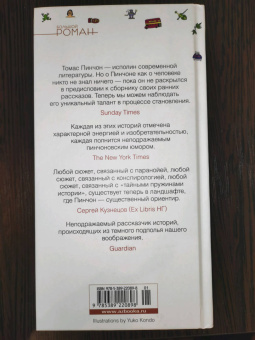 БОЛЬШОЙ
РОМАН
Томас Пинчон — исполин современной
литературы. Но о Пинчоне как о человеке
никто не знал ничего — пока он не раскрылся
в предисловии к сборнику своих ранних
рассказов. Теперь мы можем наблюдать
его уникальный талант в процессе становления.
Sunday Times
Каждая из этих историй отмечена
характерной энергией и изобретательностью,
каждая полнится неподражаемым
пинчоновским юмором.
The New York Times
Любой сюжет, связанный с паранойей, любой
сюжет, связанный с конспирологией, любой
сюжет, связанный с «тайными пружинами
истории», существует теперь в ландшафте,
где Пинчон — существенный ориентир.
Сергей Кузнецов (Ex Libris НГ)
Неподражаемый рассказчик историй,
происходящих из темного подполья нашего
воображения.
Guardian
www.azbooka.ru
Illustrations by Yuko Kondo